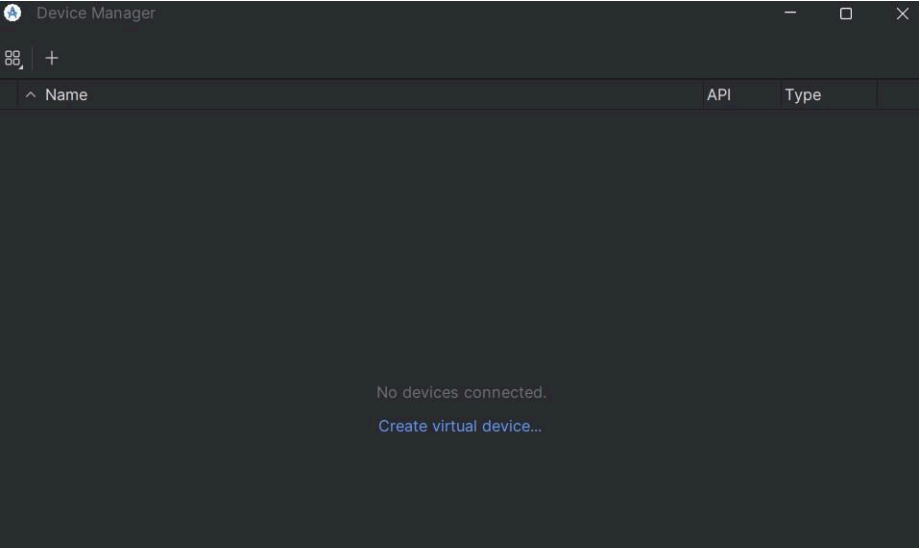 Device Manager
Name API Type
No devices connected.
Create virtual device...